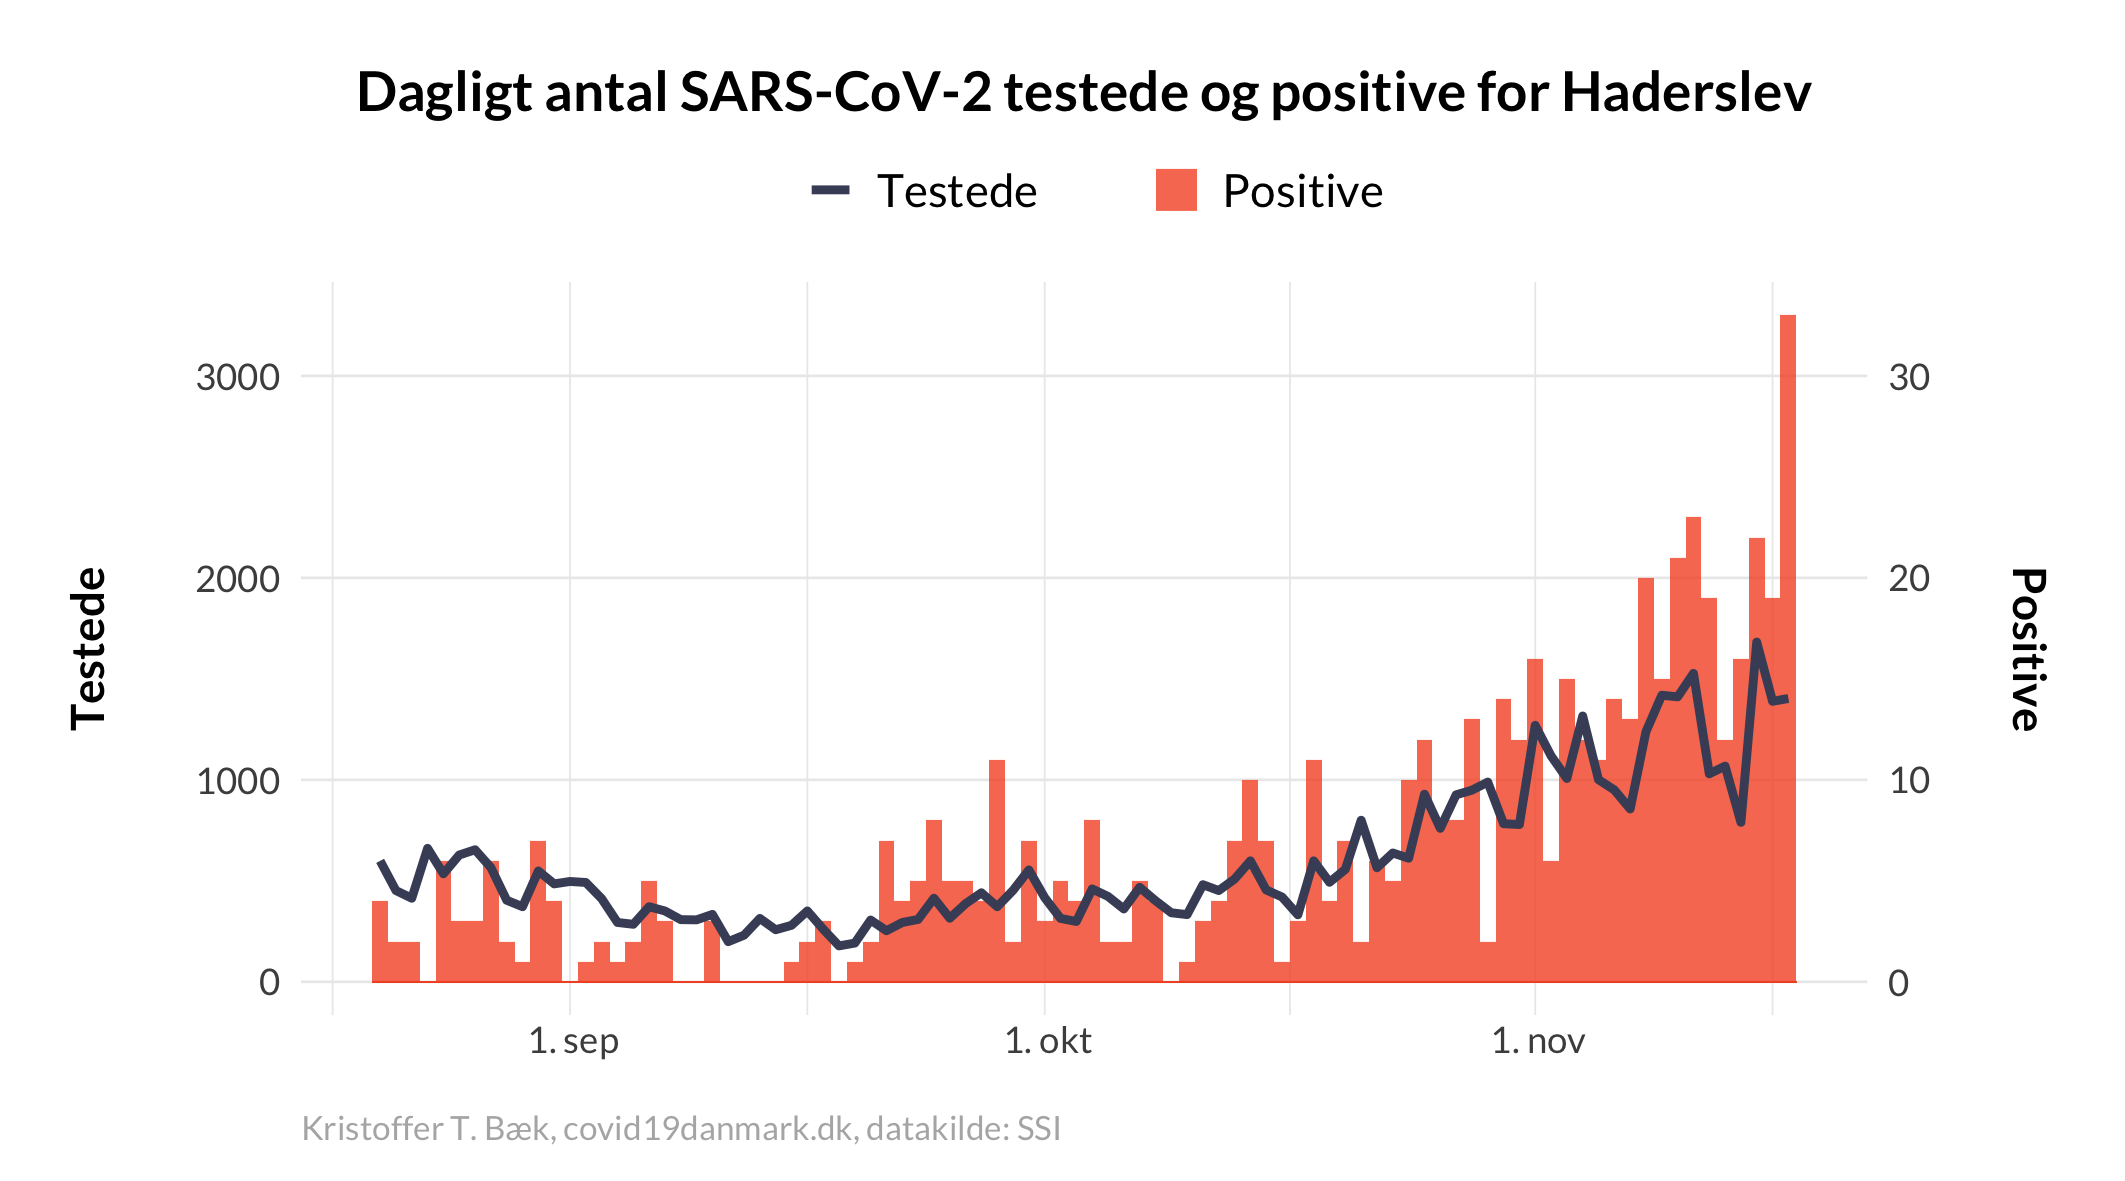 Dagligt antal SARS-CoV-2 testede og positive for Haderslev
Testede
Positive
3000
2000
1000
0
30
20
10
0
Testede
Positive
1. sep
1. okt
1. nov
Kristoffer T. Bæk, covid19danmark.dk, datakilde: SSI